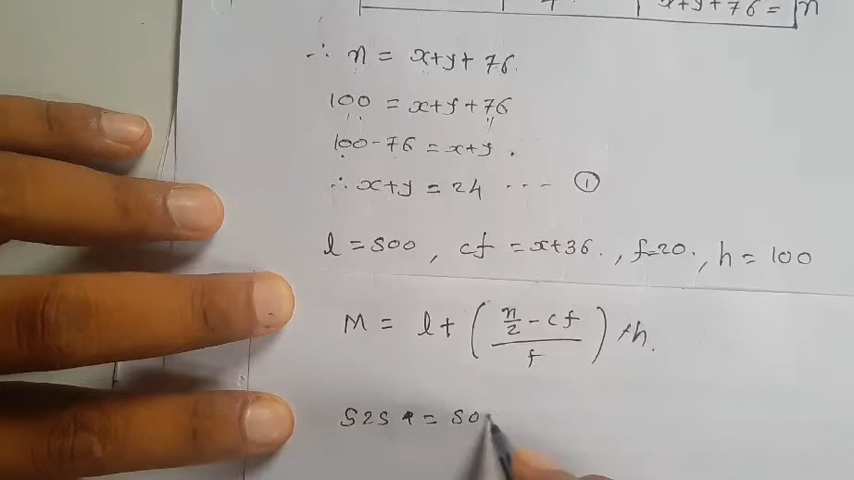 x+y+76 = n
∴ n = x+y+76.
100 = x+y+76
100-76 = x+y.
∴ x+y = 24 ---- ①
l = 500, cf = x+36., f=20., h = 100
M = l + ( (n/2 - cf) / f ) × h.
525 = 50